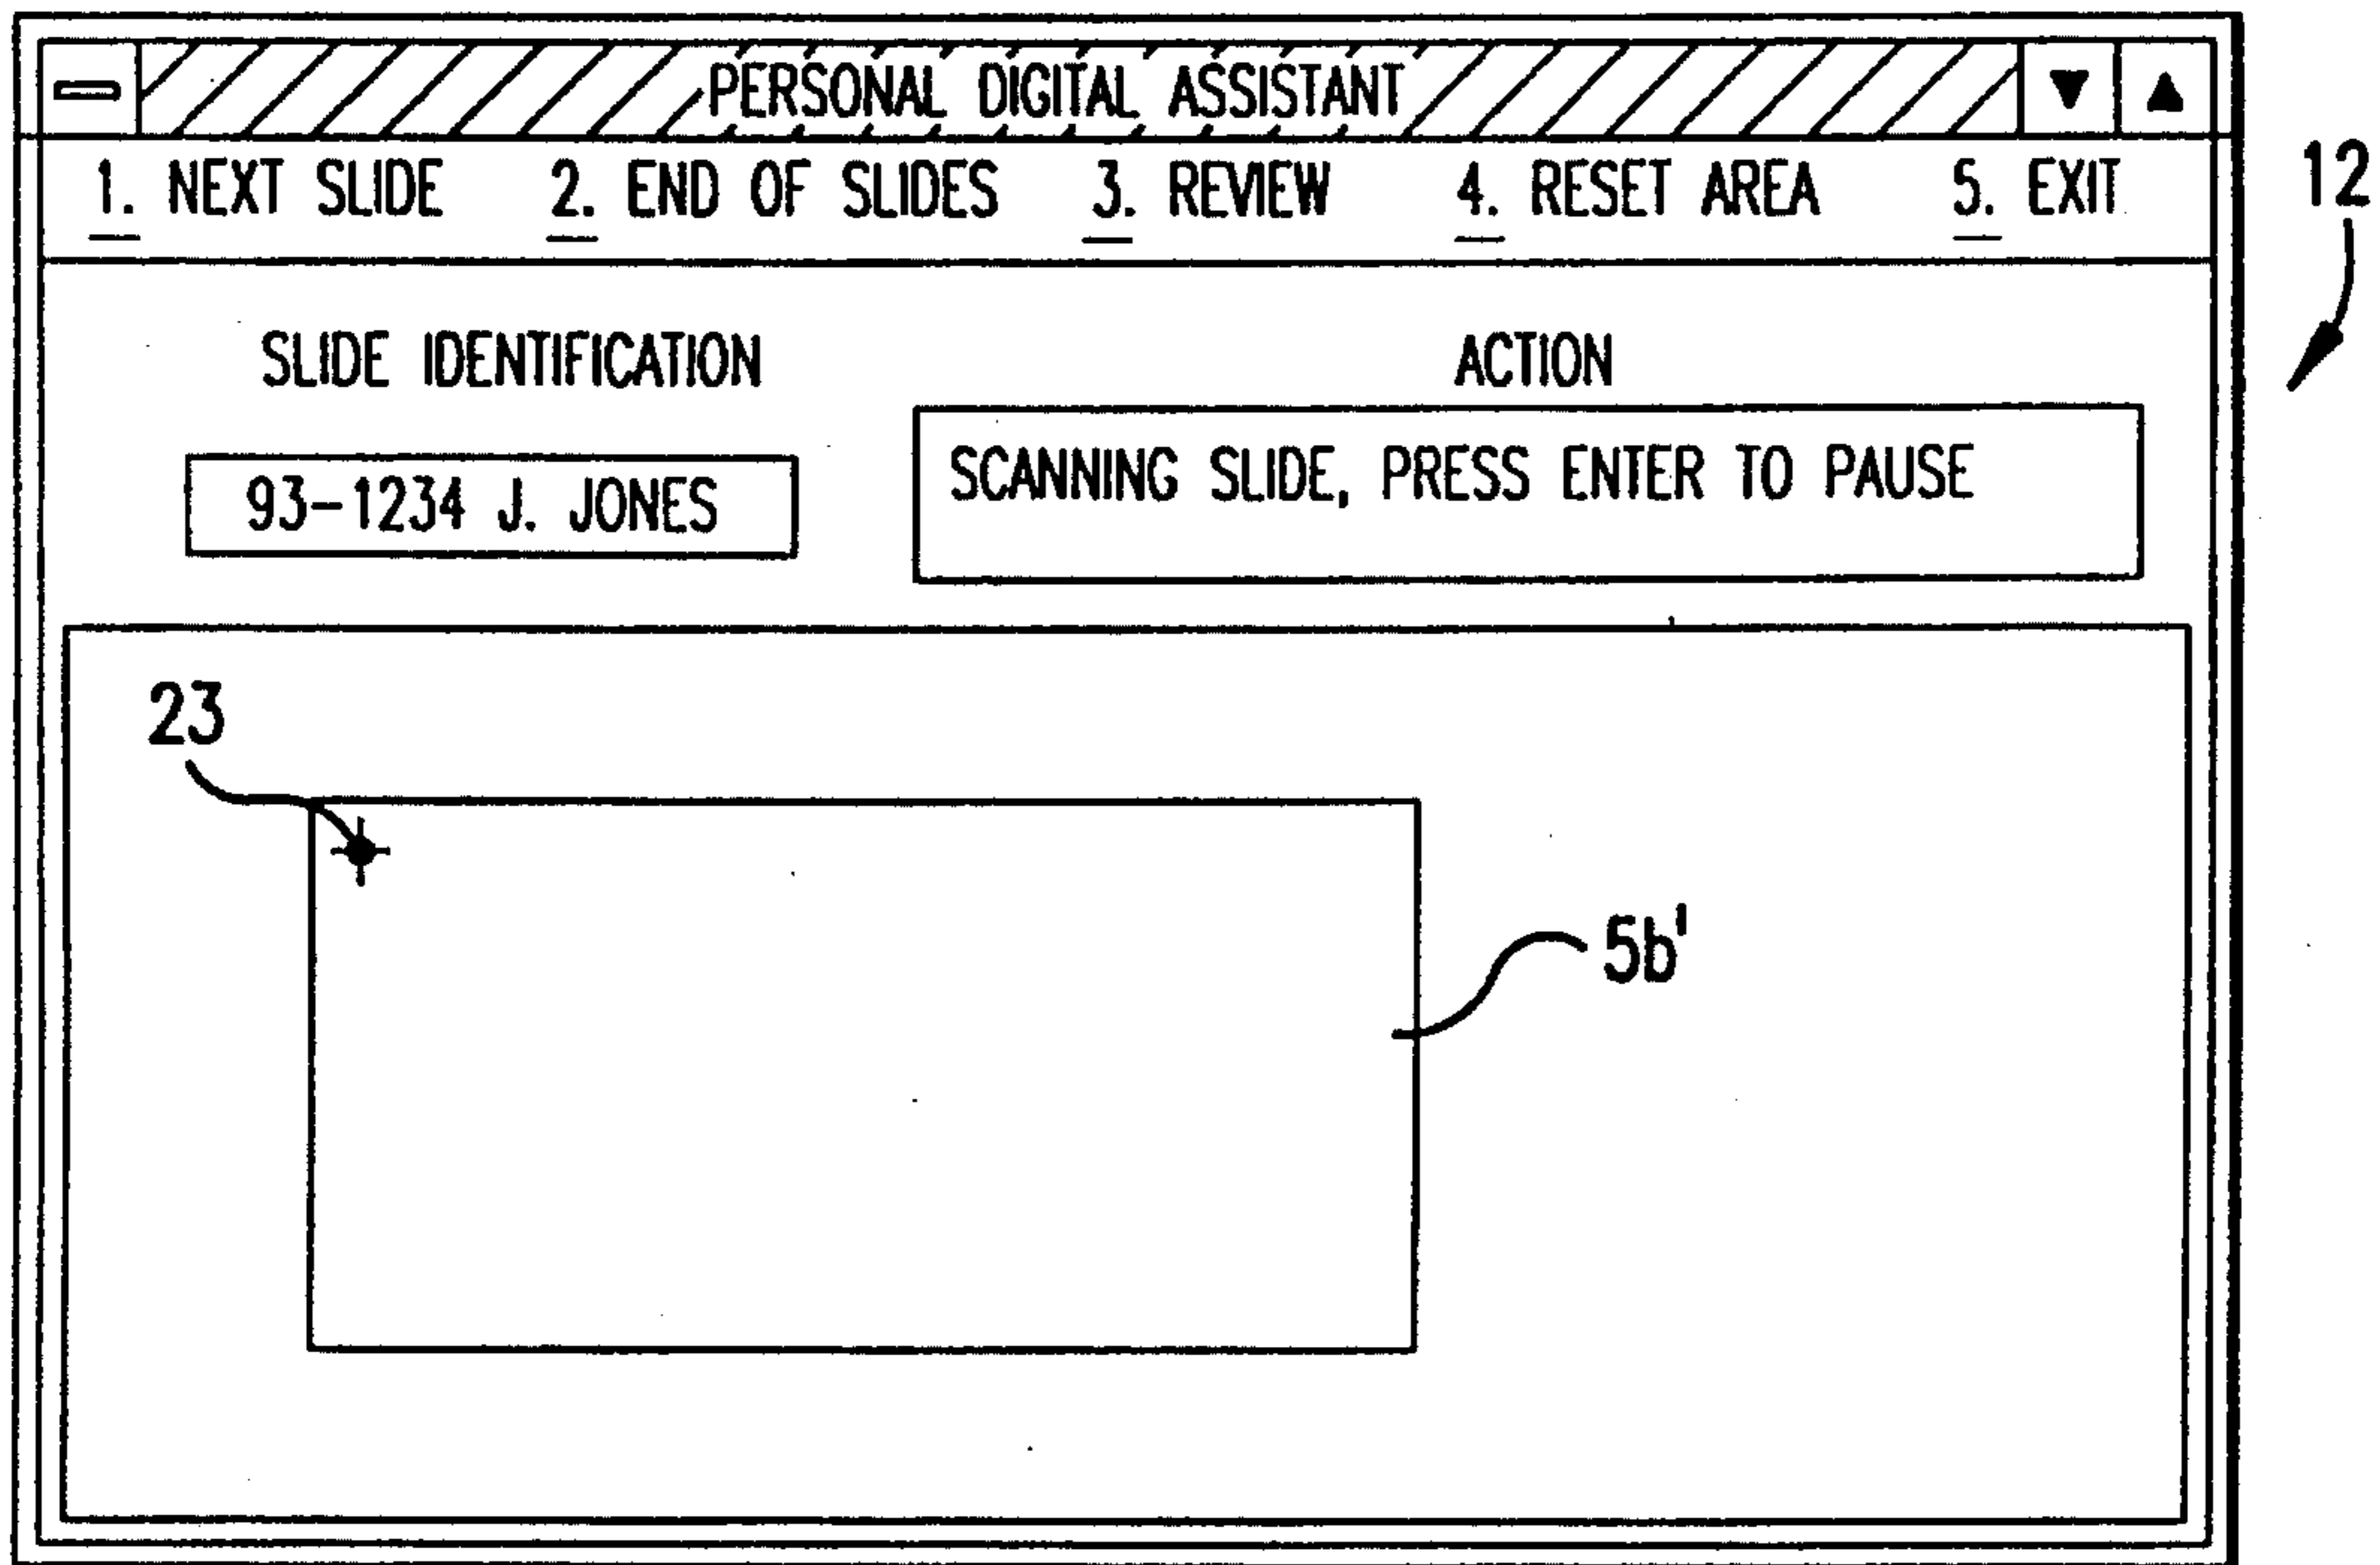 PERSONAL DIGITAL ASSISTANT
1. NEXT SLIDE 2. END OF SLIDES 3. REVIEW 4. RESET AREA 5. EXIT
12
SLIDE IDENTIFICATION ACTION
93-1234 J. JONES
SCANNING SLIDE, PRESS ENTER TO PAUSE
23
5b'